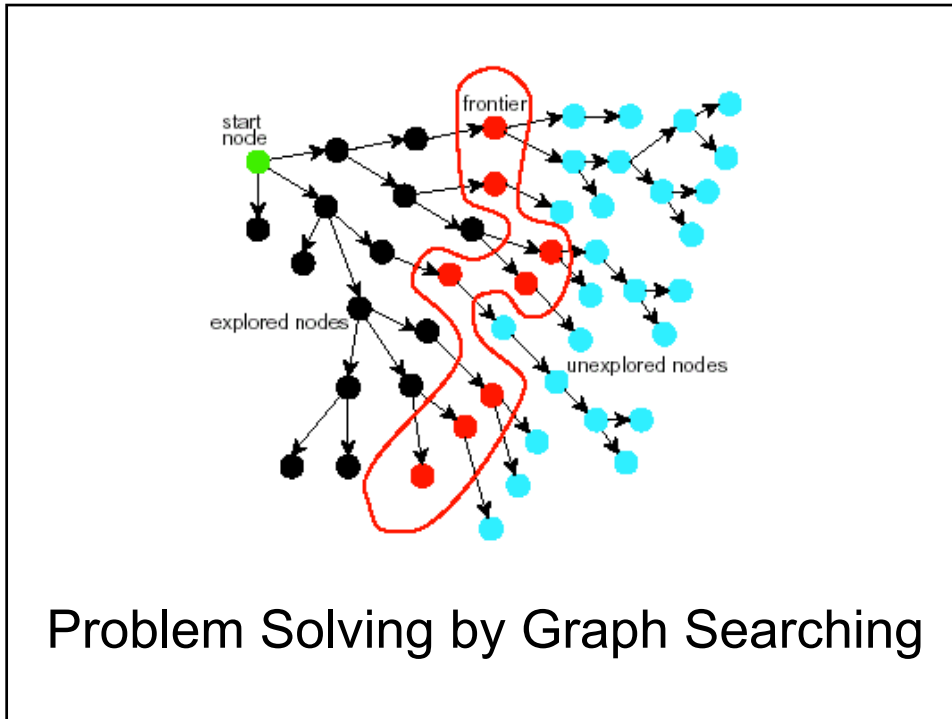 frontier
start
node
explored nodes
unexplored nodes
Problem Solving by Graph Searching